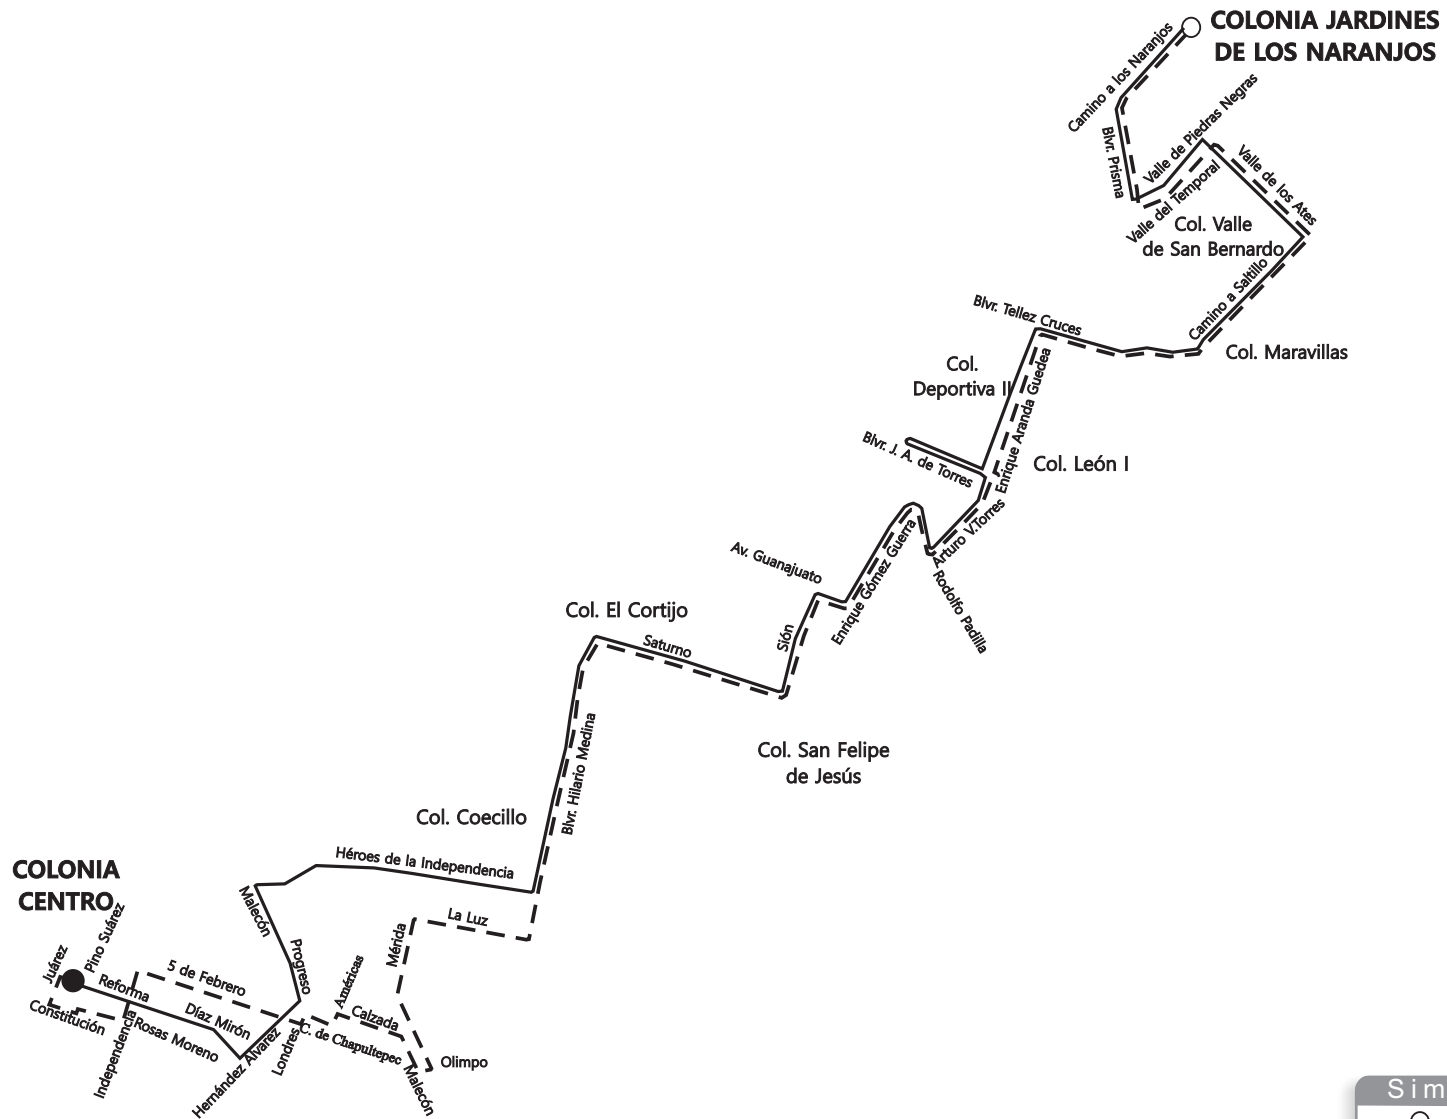 COLONIA JARDINES
DE LOS NARANJOS
Camino a los Naranjos
Valle de Piedras Negras
Blvr. Prisma
Valle de los Ates
Valle del Temporal
Col. Valle
de San Bernardo
Camino a Saltillo
Blvr. Tellez Cruces
Col. Maravillas
Col.
Deportiva II
Enrique Aranda Guedea
Blvr. J. A. de Torres
Col. León I
Arturo V.Torres
Av. Guanajuato
Enrique Gómez Guerra
Rodolfo Padilla
Col. El Cortijo
Saturno
Sión
Blvr. Hilario Medina
Col. San Felipe
de Jesús
Col. Coecillo
Héroes de la Independencia
COLONIA
CENTRO
Malecón
Pino Suárez
La Luz
Mérida
Juárez
5 de Febrero
Progreso
Américas
Reforma
Constitución
Díaz Mirón
Calzada
Rosas Moreno
C. de Chapultepec
Independencia
Londres
Hernández Alvarez
Olimpo
Malecón